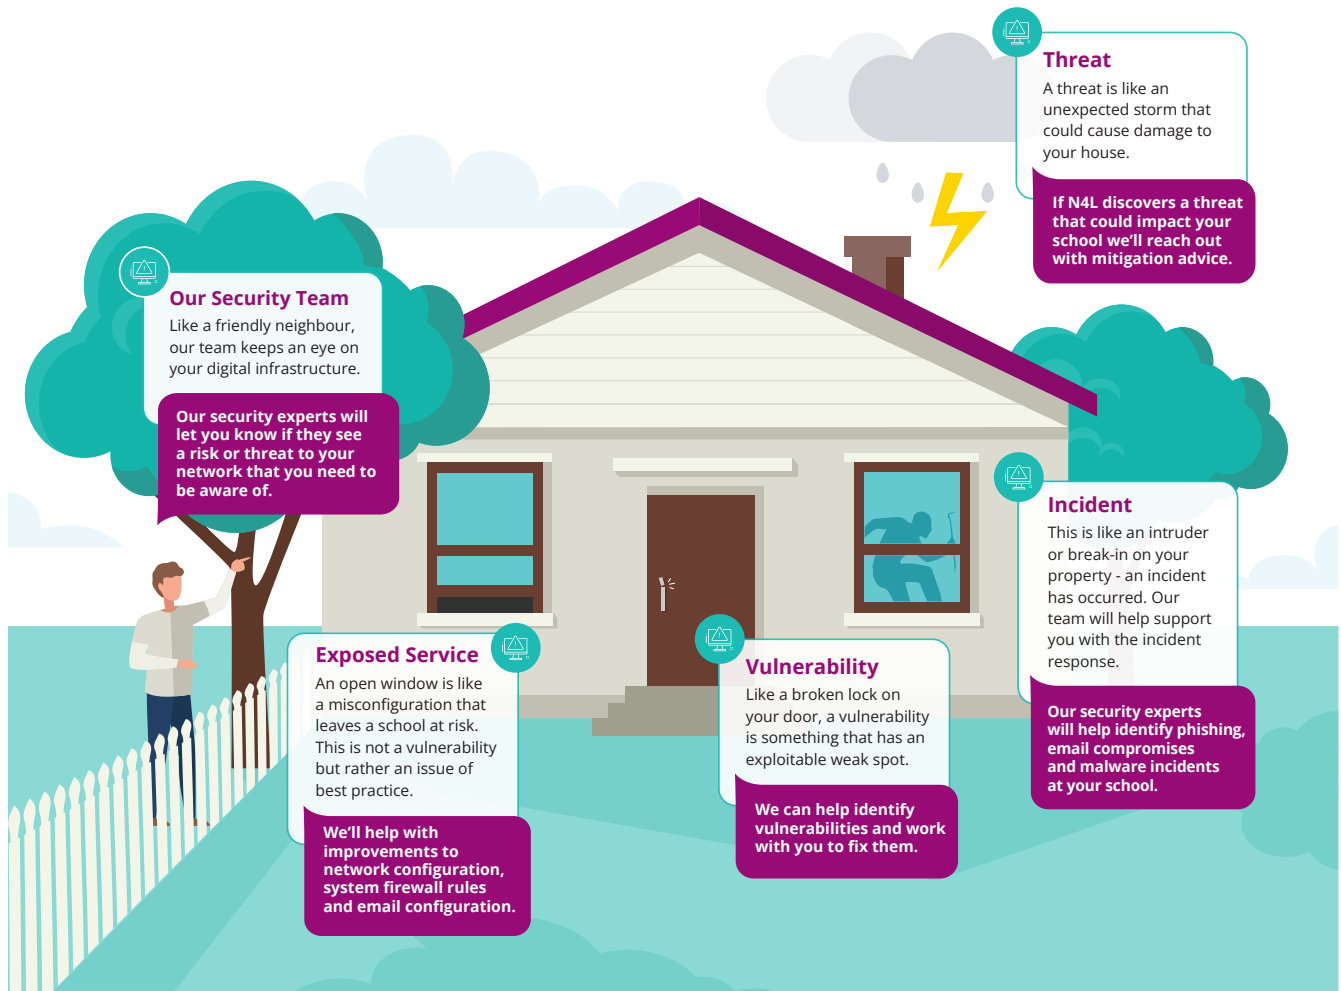 Threat
A threat is like an
unexpected storm that
could cause damage to
your house.
If N4L discovers a threat
that could impact your
school we’ll reach out
with mitigation advice.
Our Security Team
Like a friendly neighbour,
our team keeps an eye on
your digital infrastructure.
Our security experts will
let you know if they see
a risk or threat to your
network that you need to
be aware of.
Incident
This is like an intruder
or break-in on your
property - an incident
has occurred. Our
team will help support
you with the incident
response.
Our security experts
will help identify phishing,
email compromises
and malware incidents
at your school.
Exposed Service
An open window is like
a misconfiguration that
leaves a school at risk.
This is not a vulnerability
but rather an issue of
best practice.
We’ll help with
improvements to
network configuration,
system firewall rules
and email configuration.
Vulnerability
Like a broken lock on
your door, a vulnerability
is something that has an
exploitable weak spot.
We can help identify
vulnerabilities and work
with you to fix them.